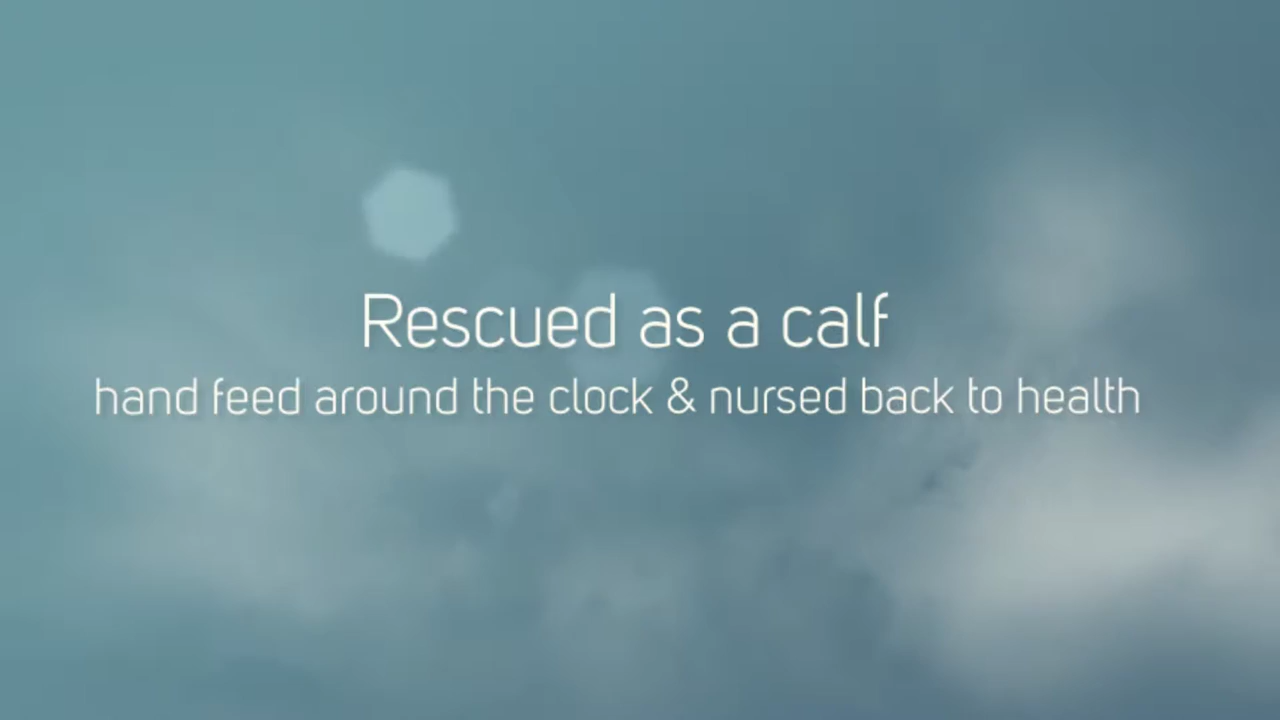 Rescued as a calf
hand feed around the clock & nursed back to health